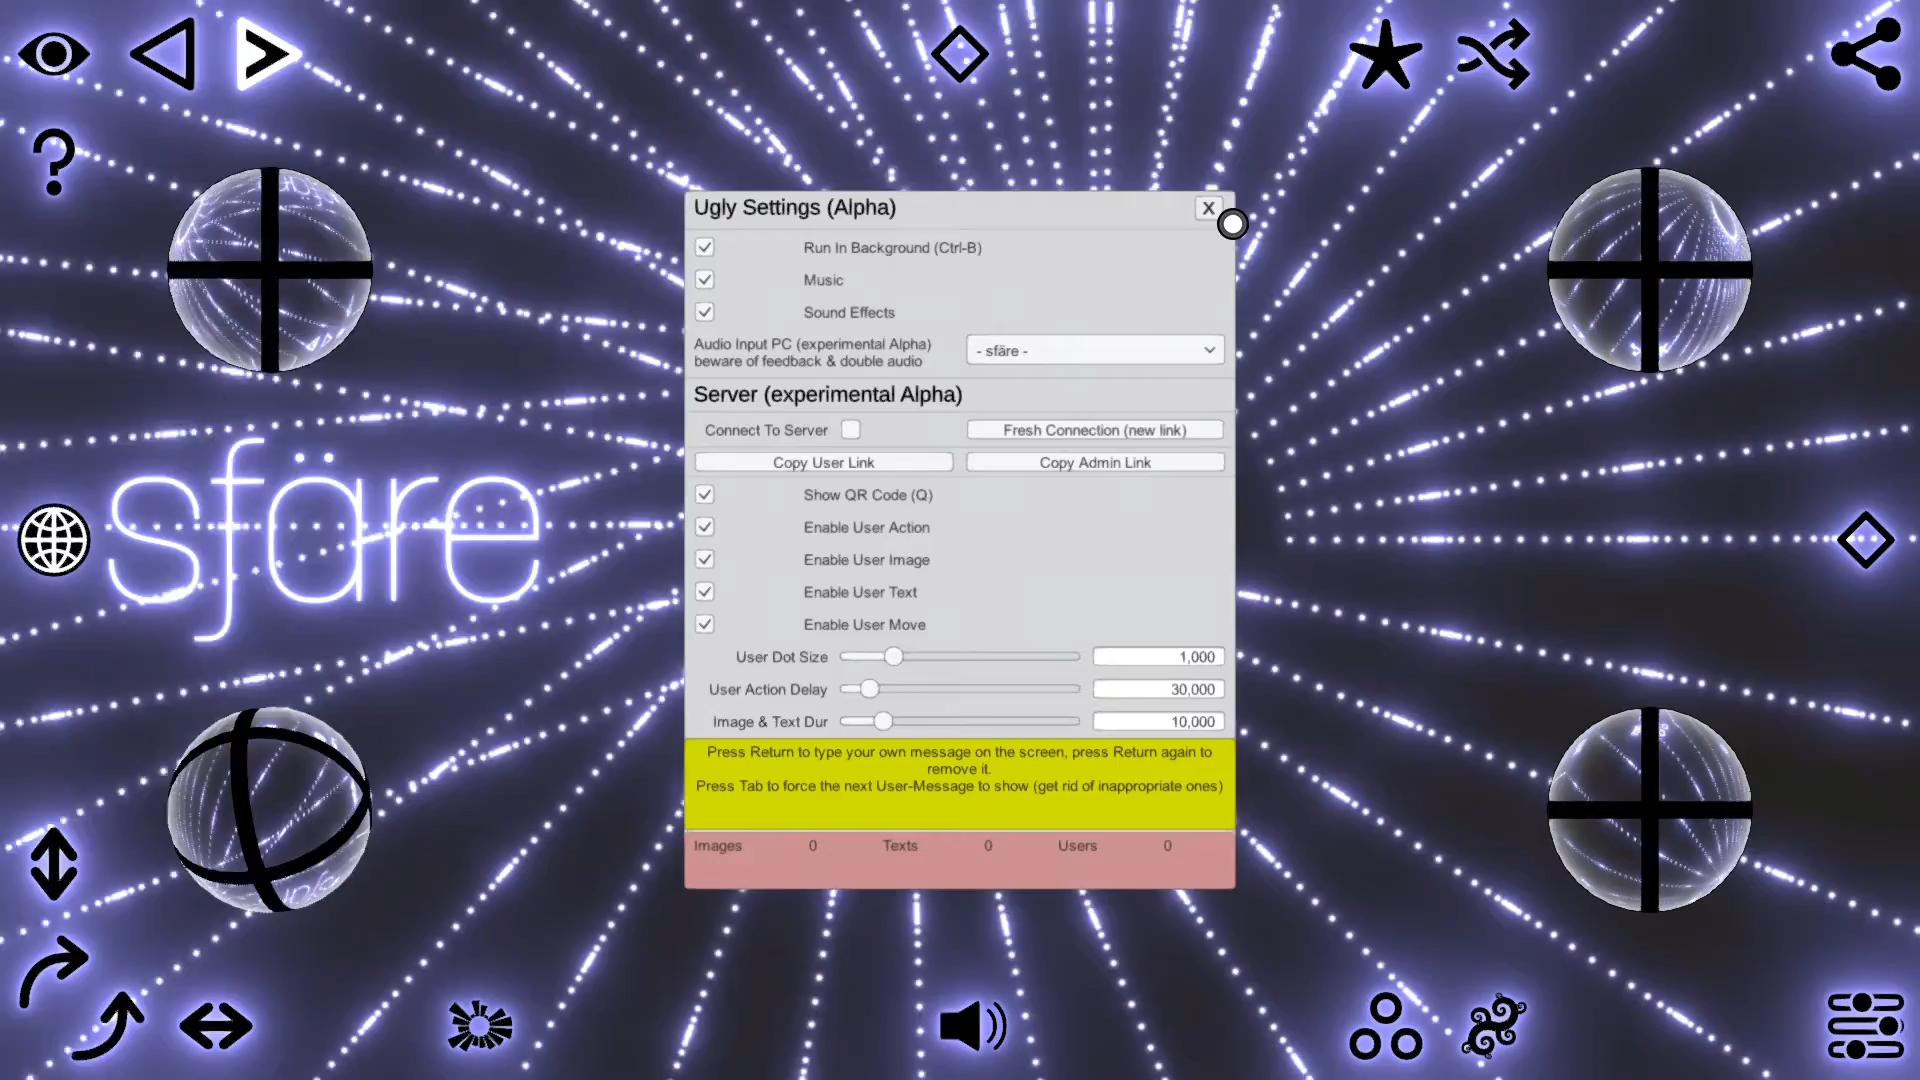 Ugly Settings (Alpha)
X
Run In Background (Ctrl-B)
Music
Sound Effects
Audio Input PC (experimental Alpha)
beware of feedback & double audio
- sfäre -
Server (experimental Alpha)
Connect To Server
Fresh Connection (new link)
Copy User Link
Copy Admin Link
Show QR Code (Q)
Enable User Action
Enable User Image
Enable User Text
Enable User Move
User Dot Size
1,000
User Action Delay
30,000
Image & Text Dur
10,000
Press Return to type your own message on the screen, press Return again to
remove it.
Press Tab to force the next User-Message to show (get rid of inappropriate ones)
Images 0 Texts 0 Users 0
sfäre
?